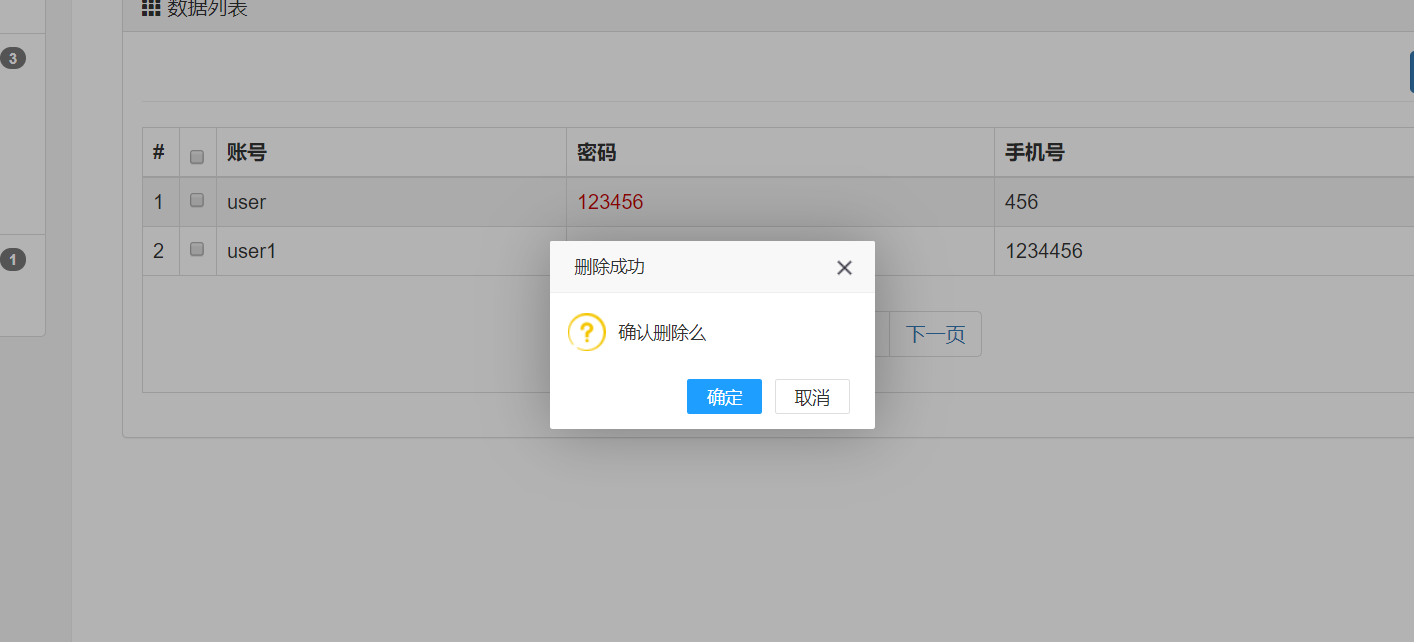 数据列表
3
# 账号 密码 手机号
1 user 123456 456
2 user1 1234456
1
删除成功
?
确认删除么
下一页
确定 取消